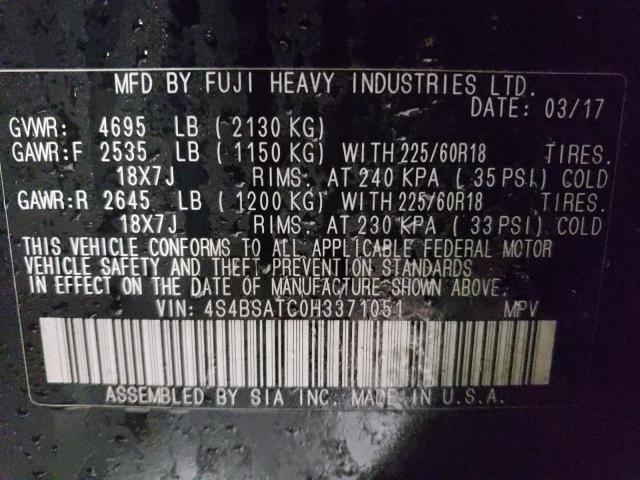 MFD BY FUJI HEAVY INDUSTRIES LTD.
DATE: 03/17
GVWR: 4695 LB ( 2130 KG)
GAWR:F 2535 LB ( 1150 KG) WITH 225/60R18 TIRES.
18X7J RIMS: AT 240 KPA ( 35 PSI) COLD
GAWR:R 2645 LB ( 1200 KG) WITH 225/60R18 TIRES.
18X7J RIMS: AT 230 KPA ( 33 PSI) COLD
THIS VEHICLE CONFORMS TO ALL APPLICABLE FEDERAL MOTOR
VEHICLE SAFETY AND THEFT PREVENTION STANDARDS
IN EFFECT ON THE DATE OF MANUFACTURE SHOWN ABOVE.
VIN: 4S4BSATC0H3371051 MPV
ASSEMBLED BY SIA INC. MADE IN U.S.A.